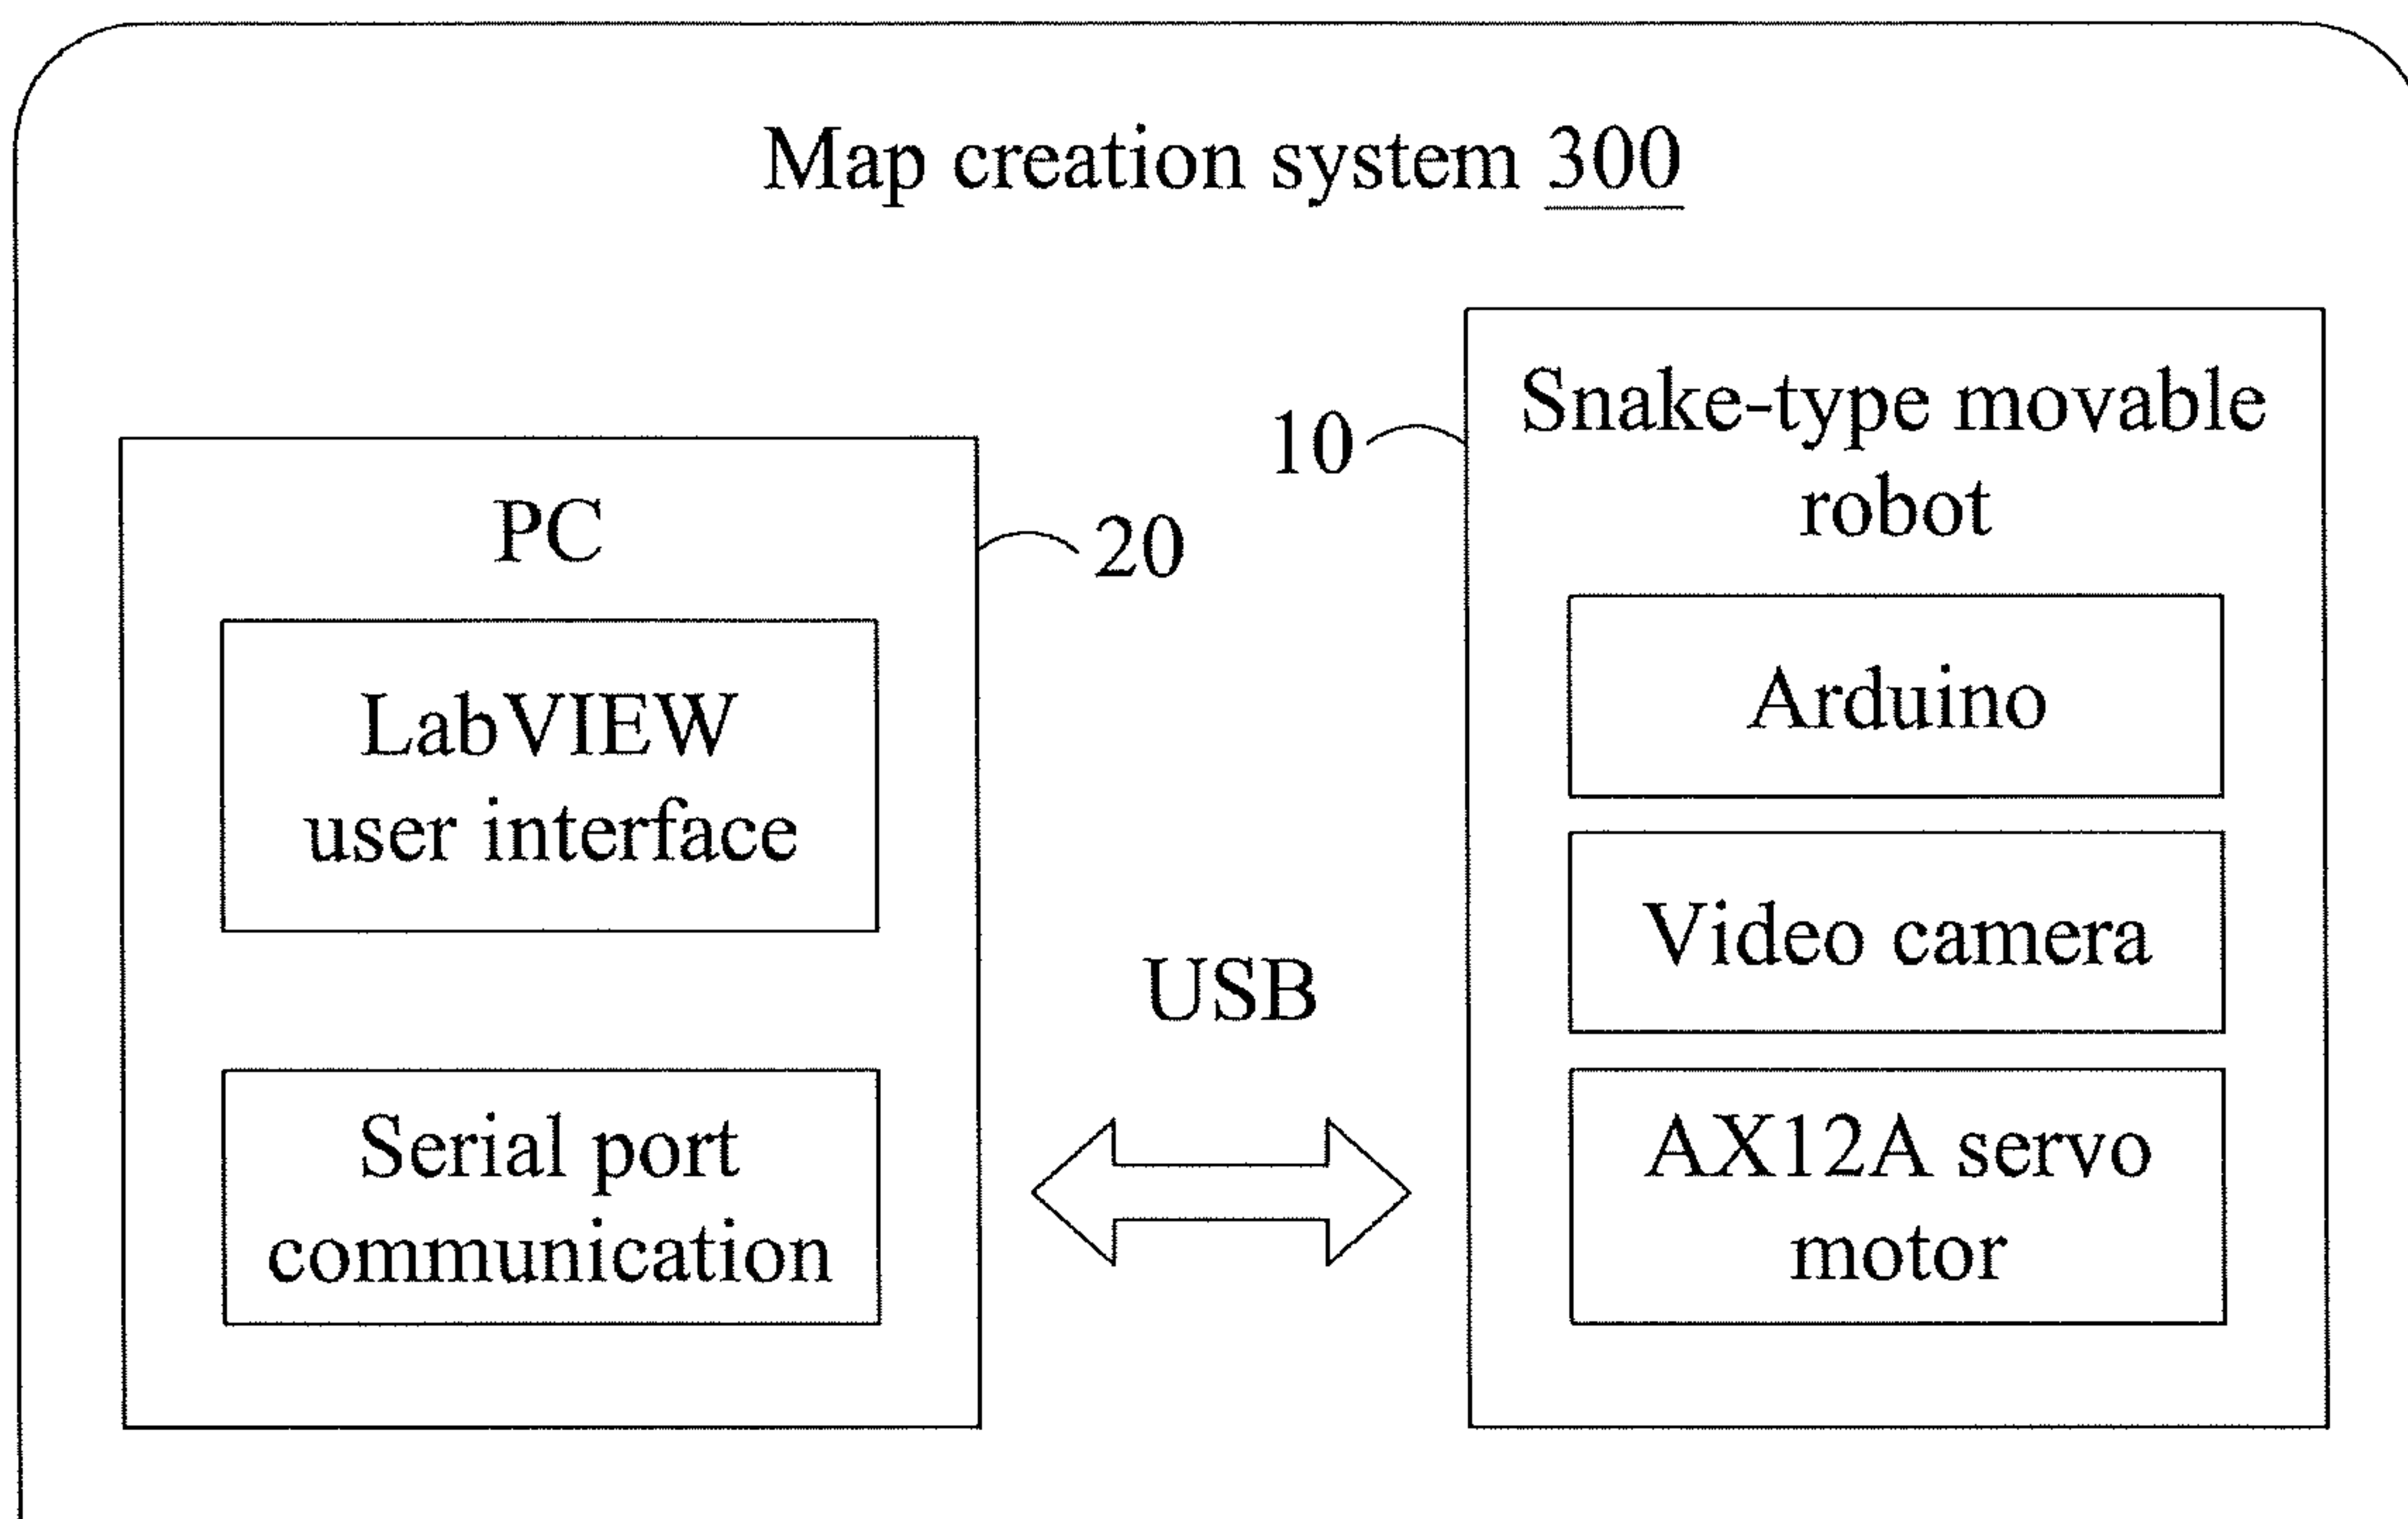 Map creation system 300
PC
20
LabVIEW
user interface
Serial port
communication
USB
10
Snake-type movable
robot
Arduino
Video camera
AX12A servo
motor